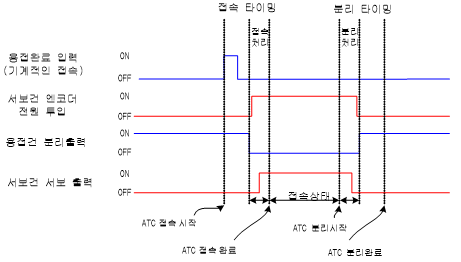 접속 타이밍
분리 타이밍
접속
처리
분리
처리
용접완료 입력
(기계적인 접속)
ON
OFF
서보건 엔코더
전원 투입
ON
OFF
용접건 분리출력
ON
OFF
서보건 서보 출력
ON
OFF
접속상태
ATC 접속 시작
ATC 분리시작
ATC 접속 완료
ATC 분리완료